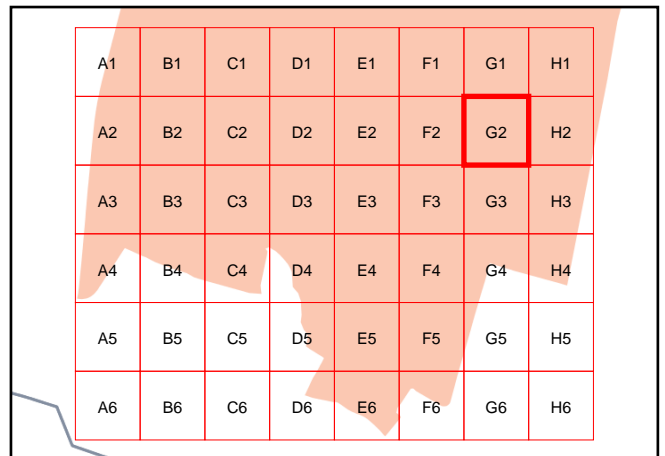 A1 B1 C1 D1 E1 F1 G1 H1
A2 B2 C2 D2 E2 F2 G2 H2
A3 B3 C3 D3 E3 F3 G3 H3
A4 B4 C4 D4 E4 F4 G4 H4
A5 B5 C5 D5 E5 F5 G5 H5
A6 B6 C6 D6 E6 F6 G6 H6